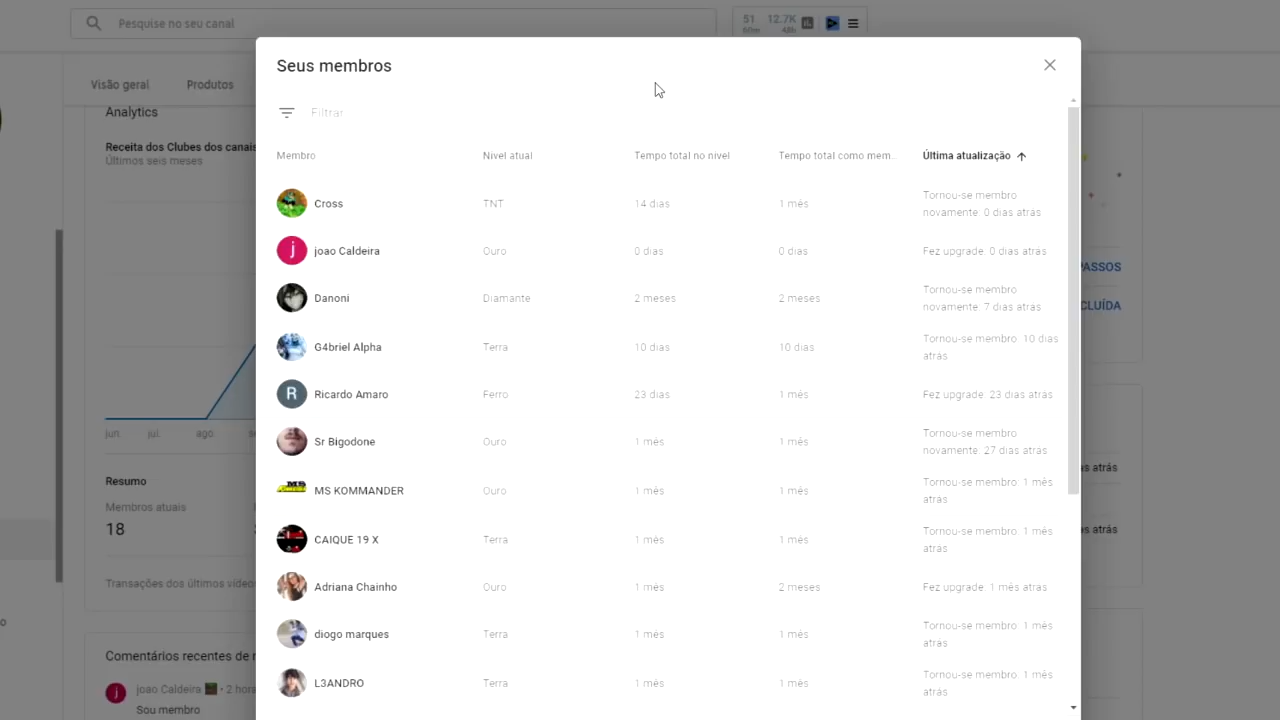 Pesquise no seu canal
51 12.7K
60m 48h
Seus membros
Visão geral Produtos
Filtrar
Analytics
Receita dos Clubes dos canais
Últimos seis meses
Membro Nível atual Tempo total no nível Tempo total como mem... Última atualização
Cross TNT 14 dias 1 mês Tornou-se membro
novamente: 0 dias atrás
joao Caldeira Ouro 0 dias 0 dias Fez upgrade: 0 dias atrás
PASSOS
Danoni Diamante 2 meses 2 meses Tornou-se membro
novamente: 7 dias atrás
CLUÍDA
G4briel Alpha Terra 10 dias 10 dias Tornou-se membro: 10 dias
atrás
Ricardo Amaro Ferro 23 dias 1 mês Fez upgrade: 23 dias atrás
jun. jul. ago. se
Sr Bigodone Ouro 1 mês 1 mês Tornou-se membro
novamente: 27 dias atrás
es atrás
Resumo
MS KOMMANDER Ouro 1 mês 1 mês Tornou-se membro: 1 mês
atrás
Membros atuais
18
CAIQUE 19 X Terra 1 mês 1 mês Tornou-se membro: 1 mês
atrás
es atrás
Transações dos últimos vídeos
Adriana Chainho Ouro 1 mês 2 meses Fez upgrade: 1 mês atrás
diogo marques Terra 1 mês 1 mês Tornou-se membro: 1 mês
atrás
Comentários recentes de m
L3ANDRO Terra 1 mês 1 mês Tornou-se membro: 1 mês
atrás
joao Caldeira • 2 hora
Sou membro